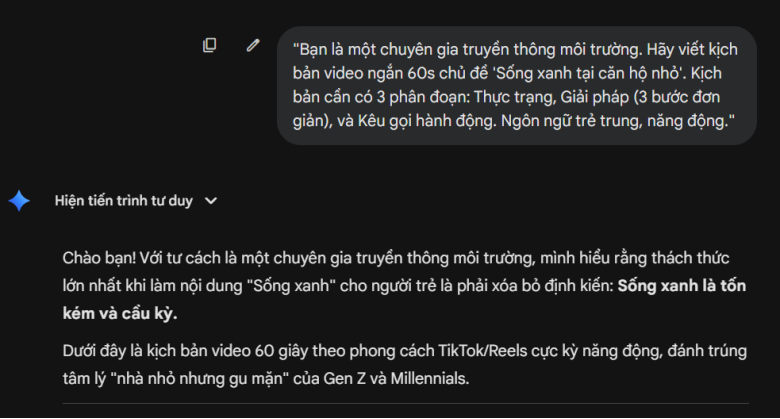 "Bạn là một chuyên gia truyền thông môi trường. Hãy viết kịch
bản video ngắn 60s chủ đề 'Sống xanh tại căn hộ nhỏ'. Kịch
bản cần có 3 phân đoạn: Thực trạng, Giải pháp (3 bước đơn
giản), và Kêu gọi hành động. Ngôn ngữ trẻ trung, năng động."
Hiện tiến trình tư duy
Chào bạn! Với tư cách là một chuyên gia truyền thông môi trường, mình hiểu rằng thách thức
lớn nhất khi làm nội dung "Sống xanh" cho người trẻ là phải xóa bỏ định kiến: Sống xanh là tốn
kém và cầu kỳ.
Dưới đây là kịch bản video 60 giây theo phong cách TikTok/Reels cực kỳ năng động, đánh trúng
tâm lý "nhà nhỏ nhưng gu mặn" của Gen Z và Millennials.